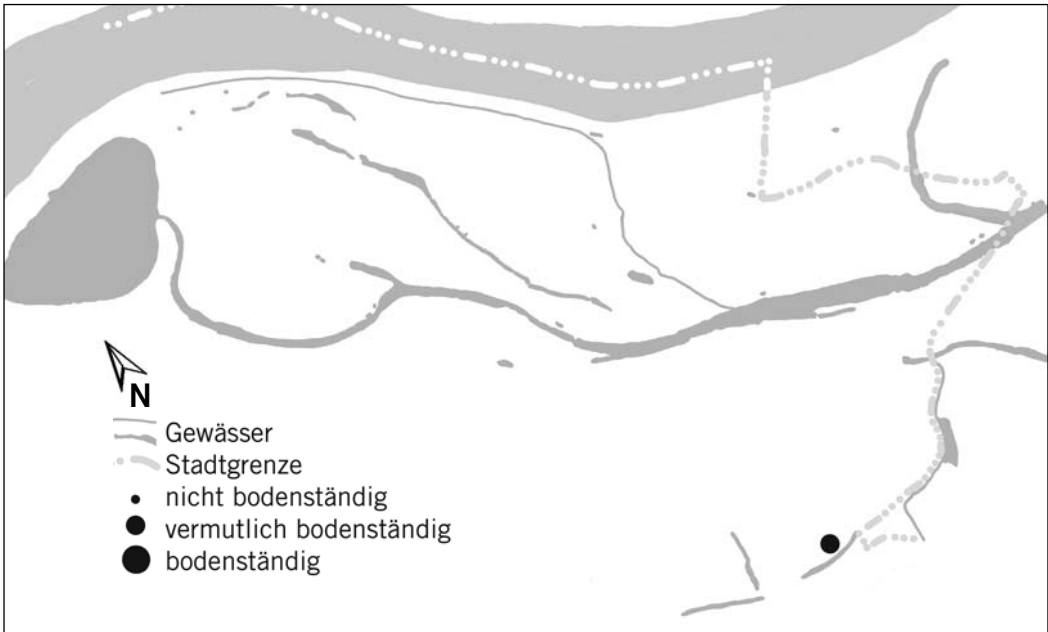 N
Gewässer
Stadtgrenze
nicht bodenständig
vermutlich bodenständig
bodenständig